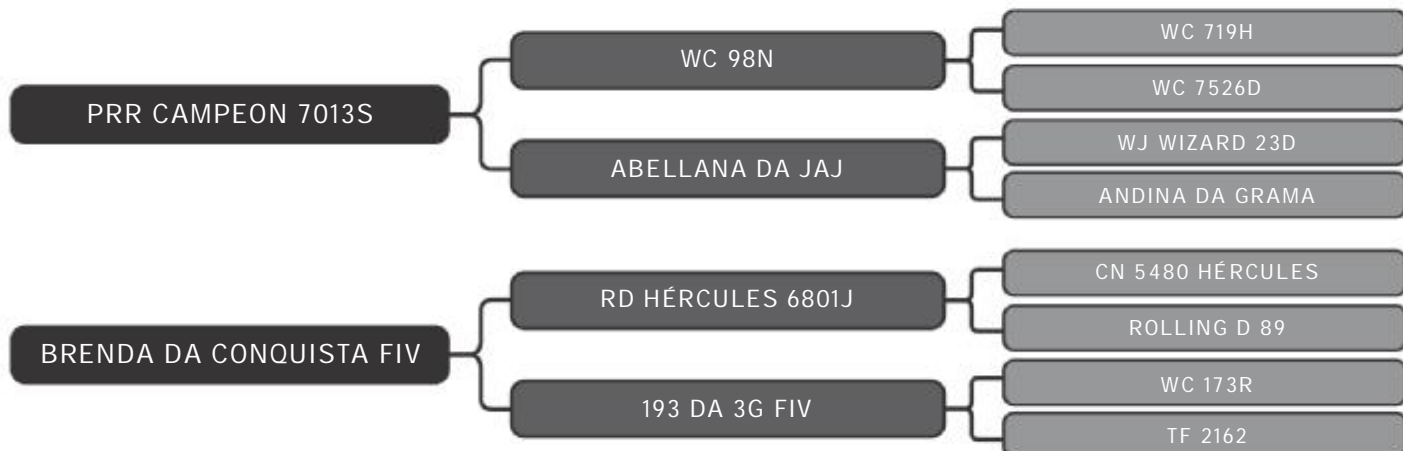 PRR CAMPEON 7013S
WC 98N
WC 719H
WC 7526D
ABELLANA DA JAJ
WJ WIZARD 23D
ANDINA DA GRAMA
BRENDA DA CONQUISTA FIV
RD HÉRCULES 6801J
CN 5480 HÉRCULES
ROLLING D 89
193 DA 3G FIV
WC 173R
TF 2162